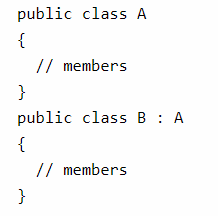 public class A
{
  // members
}
public class B : A
{
  // members
}